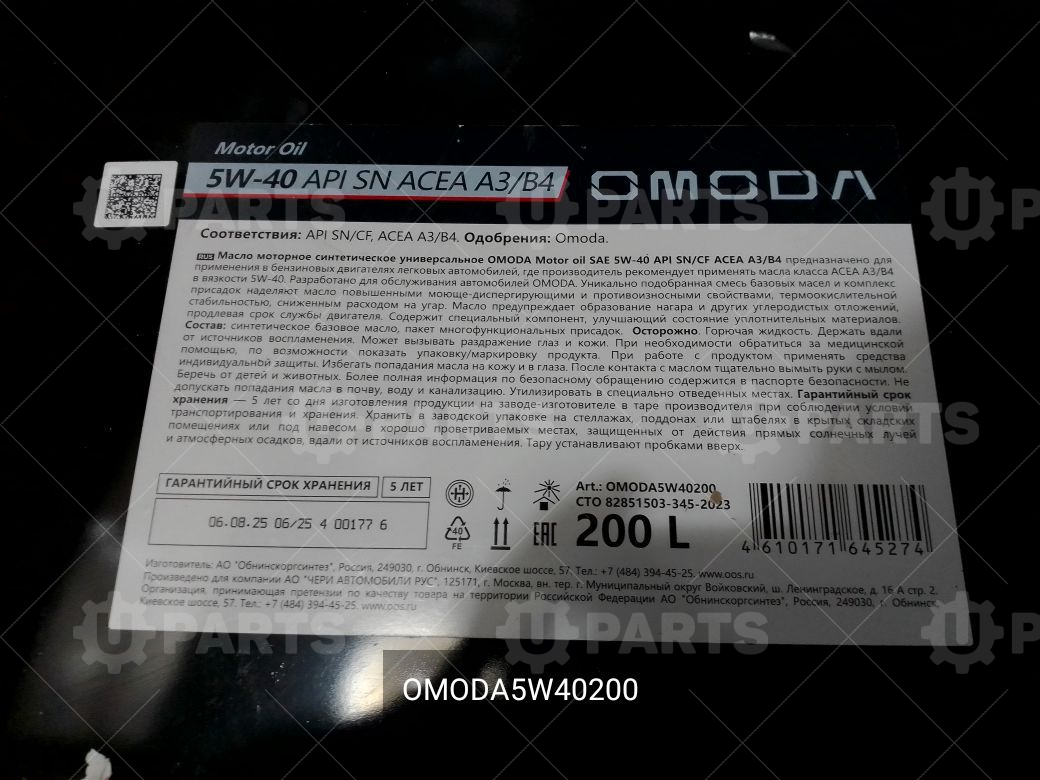 Motor Oil
5W-40 API SN ACEA A3/B4
OMODA
Соответствия: API SN/CF, ACEA A3/B4. Одобрения: Omoda.
RUS Масло моторное синтетическое универсальное OMODA Motor oil SAE 5W-40 API SN/CF ACEA A3/B4 предназначено для
применения в бензиновых двигателях легковых автомобилей, где производитель рекомендует применять масла класса ACEA A3/B4
в вязкости 5W-40. Разработано для обслуживания автомобилей OMODA. Уникально подобранная смесь базовых масел и комплекс
присадок наделяют масло повышенными моюще-диспергирующими и противоизносными свойствами, термоокислительной
стабильностью, сниженным расходом на угар. Масло предупреждает образование нагара и других углеродистых отложений,
продлевая срок службы двигателя. Содержит специальный компонент, улучшающий состояние уплотнительных материалов.
Состав: синтетическое базовое масло, пакет многофункциональных присадок. Осторожно. Горючая жидкость. Держать вдали
от источников воспламенения. Может вызывать раздражение глаз и кожи. При необходимости обратиться за медицинской
помощью, по возможности показать упаковку/маркировку продукта. При работе с продуктом применять средства
индивидуальной защиты. Избегать попадания масла на кожу и в глаза. После контакта с маслом тщательно вымыть руки с мылом.
Беречь от детей и животных. Более полная информация по безопасному обращению содержится в паспорте безопасности. Не
допускать попадания масла в почву, воду и канализацию. Утилизировать в специально отведенных местах. Гарантийный срок
хранения — 5 лет со дня изготовления продукции на заводе-изготовителе в таре производителя при соблюдении условий
транспортирования и хранения. Хранить в заводской упаковке на стеллажах, поддонах или штабелях в крытых складских
помещениях или под навесом в хорошо проветриваемых местах, защищенных от действия прямых солнечных лучей
и атмосферных осадков, вдали от источников воспламенения. Тару устанавливают пробками вверх.
ГАРАНТИЙНЫЙ СРОК ХРАНЕНИЯ 5 ЛЕТ
06.08.25 06/25 4 00177 6
40
FE
EAC
Art.: OMODA5W40200
СТО 82851503-345-2023
200 L
4 610171 645274
Изготовитель: АО "Обнинскоргсинтез", Россия, 249030, г. Обнинск, Киевское шоссе, 57. Тел.: +7 (484) 394-45-25. www.oos.ru
Произведено для компании АО "ЧЕРИ АВТОМОБИЛИ РУС", 125171, г. Москва, вн. тер. г. Муниципальный округ Войковский, ш. Ленинградское, д. 16 А стр. 2.
Организация, принимающая претензии по качеству товара на территории Российской Федерации АО "Обнинскоргсинтез", Россия, 249030, г. Обнинск,
Киевское шоссе, 57. Тел.: +7 (484) 394-45-25. www.oos.ru
OMODA5W40200
U PARTS
U PARTS
U P
PARTS
U PARTS
U PARTS
U PARTS
U P